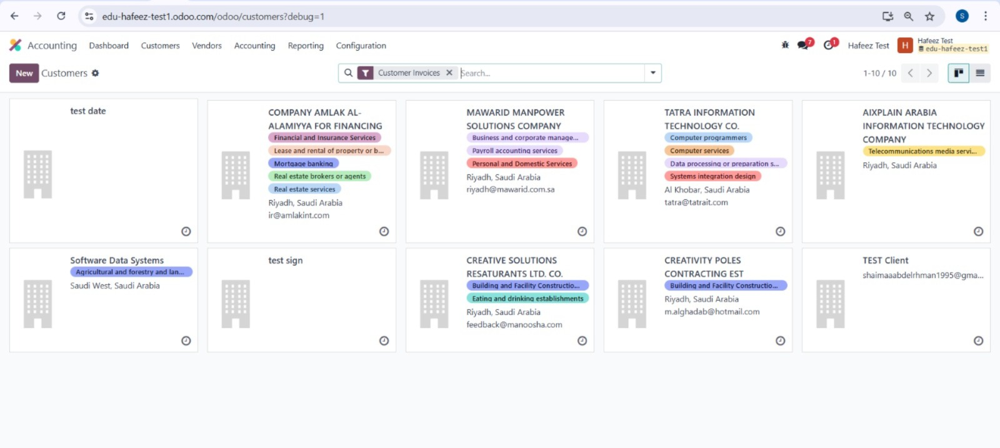 edu-hafeez-test1.odoo.com/odoo/customers?debug=1
S
Accounting Dashboard Customers Vendors Accounting Reporting Configuration
7 1 Hafeez Test H Hafeez Test
edu-hafeez-test1
New Customers Customer Invoices Search... 1-10 / 10
test date
COMPANY AMLAK AL-
ALAMIYYA FOR FINANCING
Financial and Insurance Services
Lease and rental of property or b...
Mortgage banking
Real estate brokers or agents
Real estate services
Riyadh, Saudi Arabia
ir@amlakint.com
MAWARID MANPOWER
SOLUTIONS COMPANY
Business and corporate manage...
Payroll accounting services
Personal and Domestic Services
Riyadh, Saudi Arabia
riyadh@mawarid.com.sa
TATRA INFORMATION
TECHNOLOGY CO.
Computer programmers
Computer services
Data processing or preparation s...
Systems integration design
Al Khobar, Saudi Arabia
tatra@tatrait.com
AIXPLAIN ARABIA
INFORMATION TECHNOLOGY
COMPANY
Telecommunications media servi...
Riyadh, Saudi Arabia
Software Data Systems
Agricultural and forestry and lan...
Saudi West, Saudi Arabia
test sign
CREATIVE SOLUTIONS
RESATURANTS LTD. CO.
Building and Facility Constructio...
Eating and drinking establishments
Riyadh, Saudi Arabia
feedback@manoosha.com
CREATIVITY POLES
CONTRACTING EST
Building and Facility Constructio...
Riyadh, Saudi Arabia
m.alghadab@hotmail.com
TEST Client
shaimaaabdelrhman1995@gma...